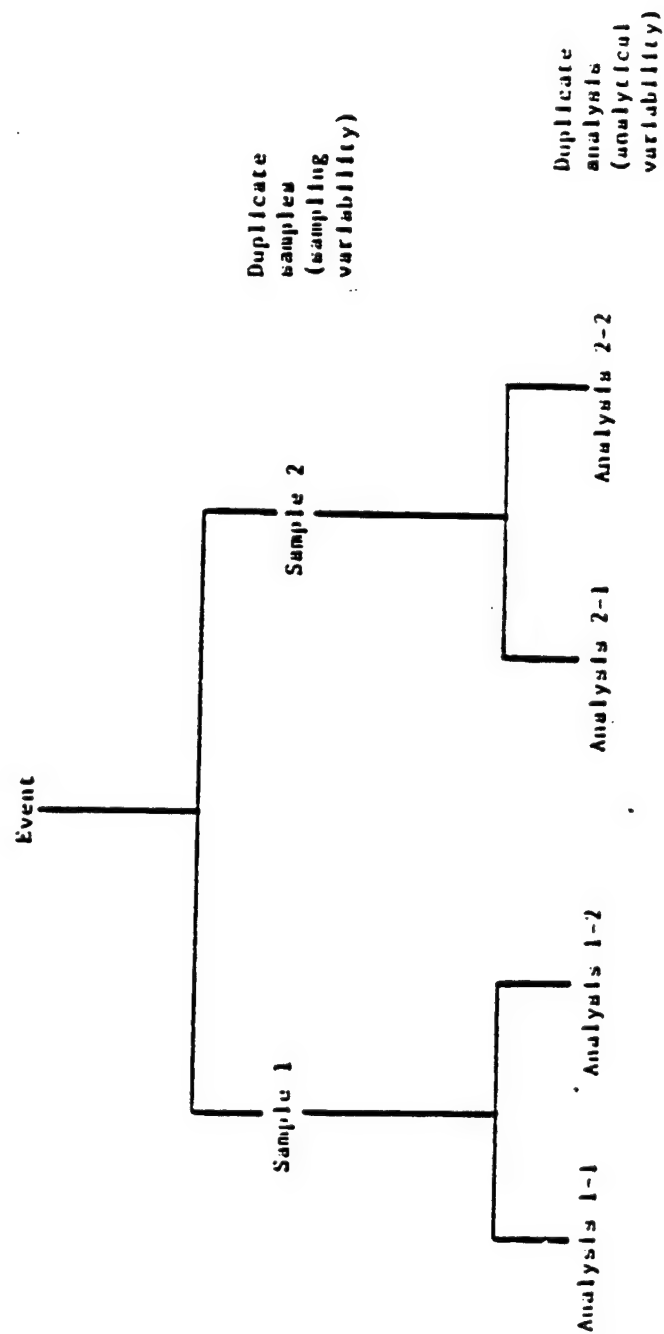 Event
Sample 1
Sample 2
Duplicate
samples
(sampling
variability)
Analysis 1-1
Analysis 1-2
Analysis 2-1
Analysis 2-2
Duplicate
analysis
(analytical
variability)